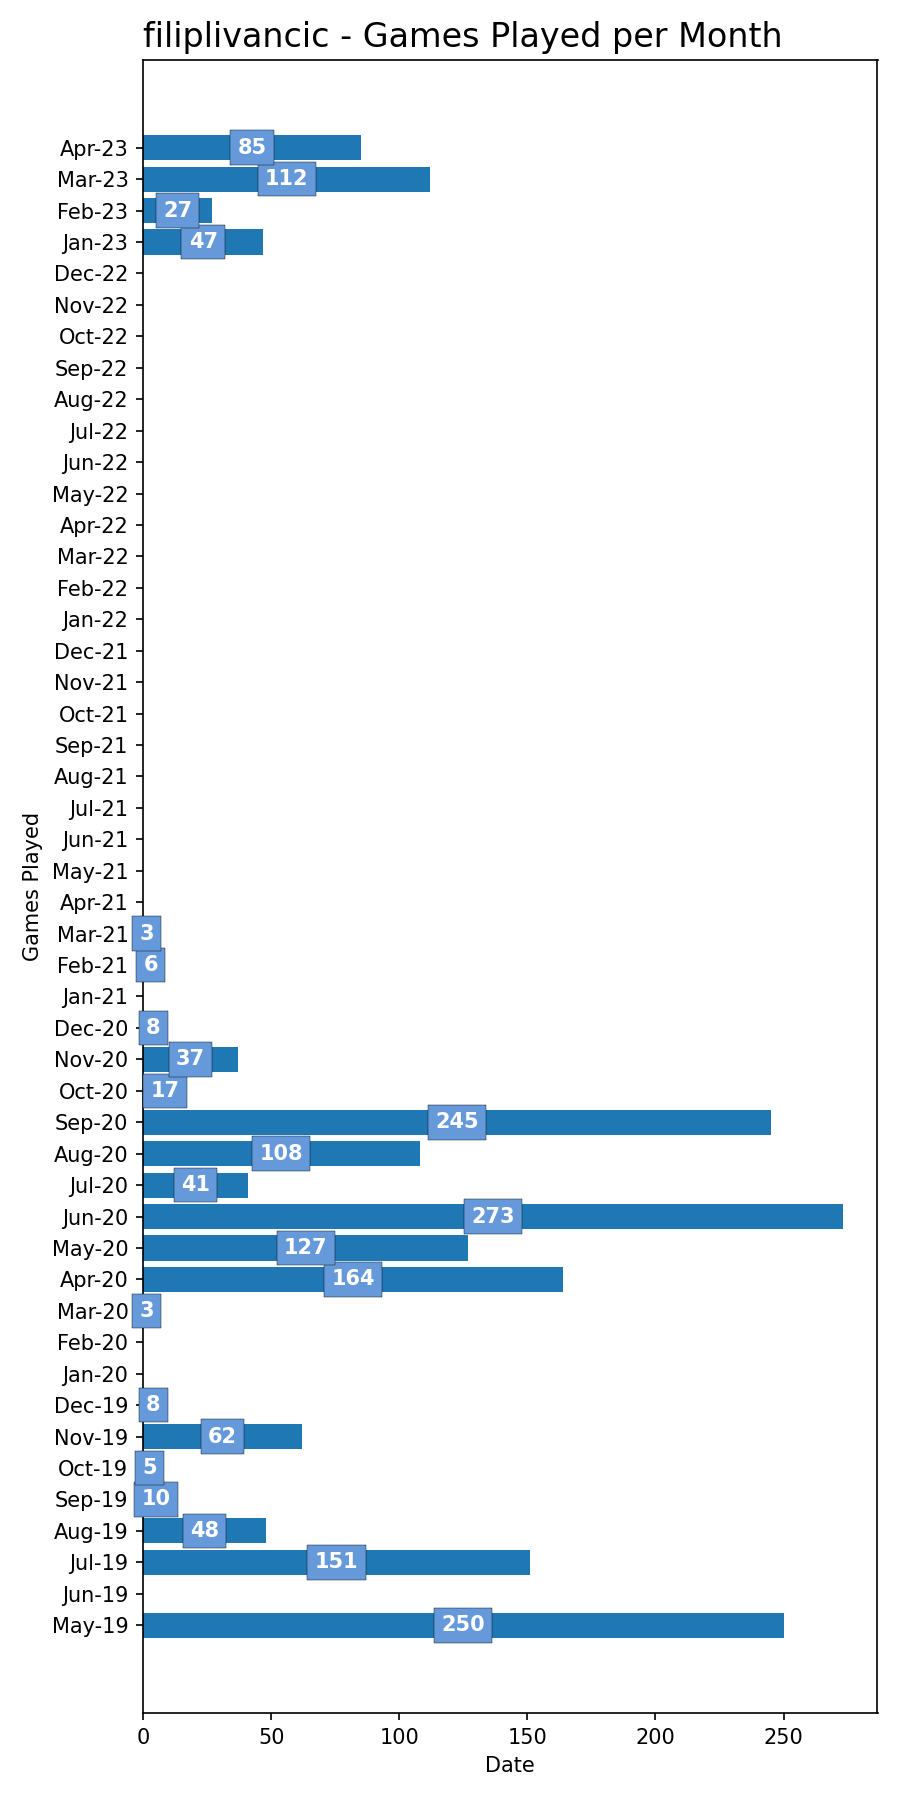 filiplivancic - Games Played per Month
Apr-23 85
Mar-23 112
Feb-23 27
Jan-23 47
Dec-22
Nov-22
Oct-22
Sep-22
Aug-22
Jul-22
Jun-22
May-22
Apr-22
Mar-22
Feb-22
Jan-22
Dec-21
Nov-21
Oct-21
Sep-21
Aug-21
Jul-21
Jun-21
May-21
Apr-21
Mar-21 3
Feb-21 6
Jan-21
Dec-20 8
Nov-20 37
Oct-20 17
Sep-20 245
Aug-20 108
Jul-20 41
Jun-20 273
May-20 127
Apr-20 164
Mar-20 3
Feb-20
Jan-20
Dec-19 8
Nov-19 62
Oct-19 5
Sep-19 10
Aug-19 48
Jul-19 151
Jun-19
May-19 250
Games Played
0 50 100 150 200 250
Date